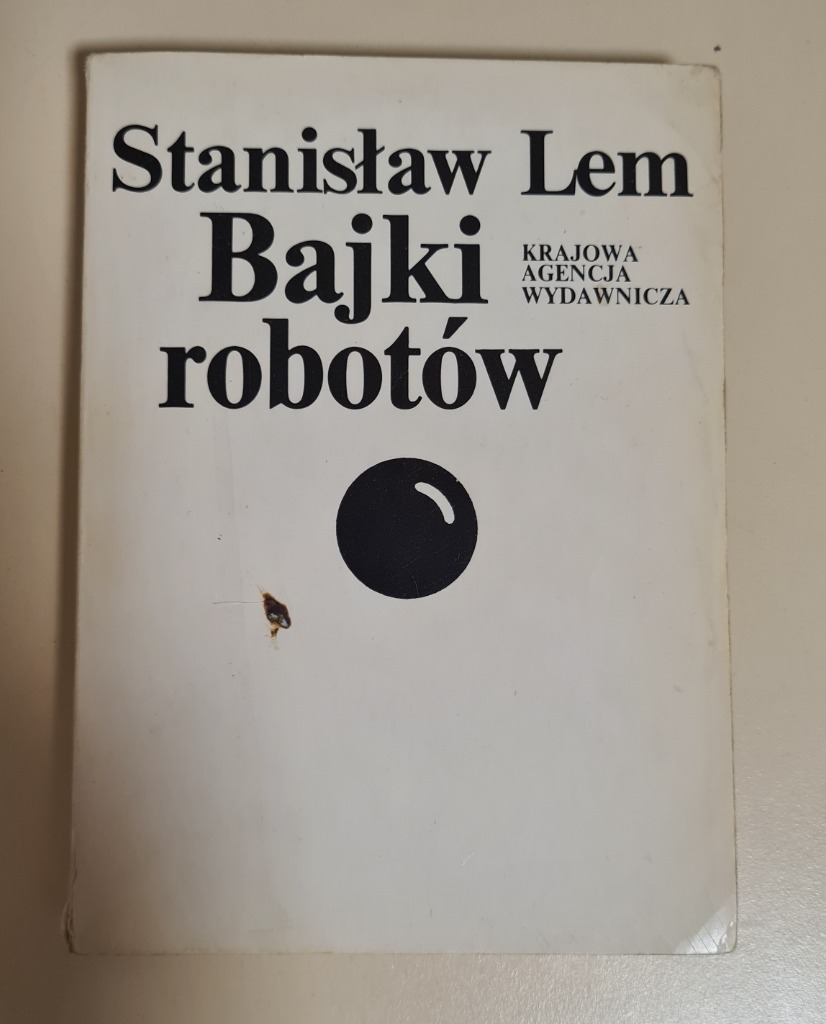 Stanisław Lem
Bajki
robotów
KRAJOWA
AGENCJA
WYDAWNICZA